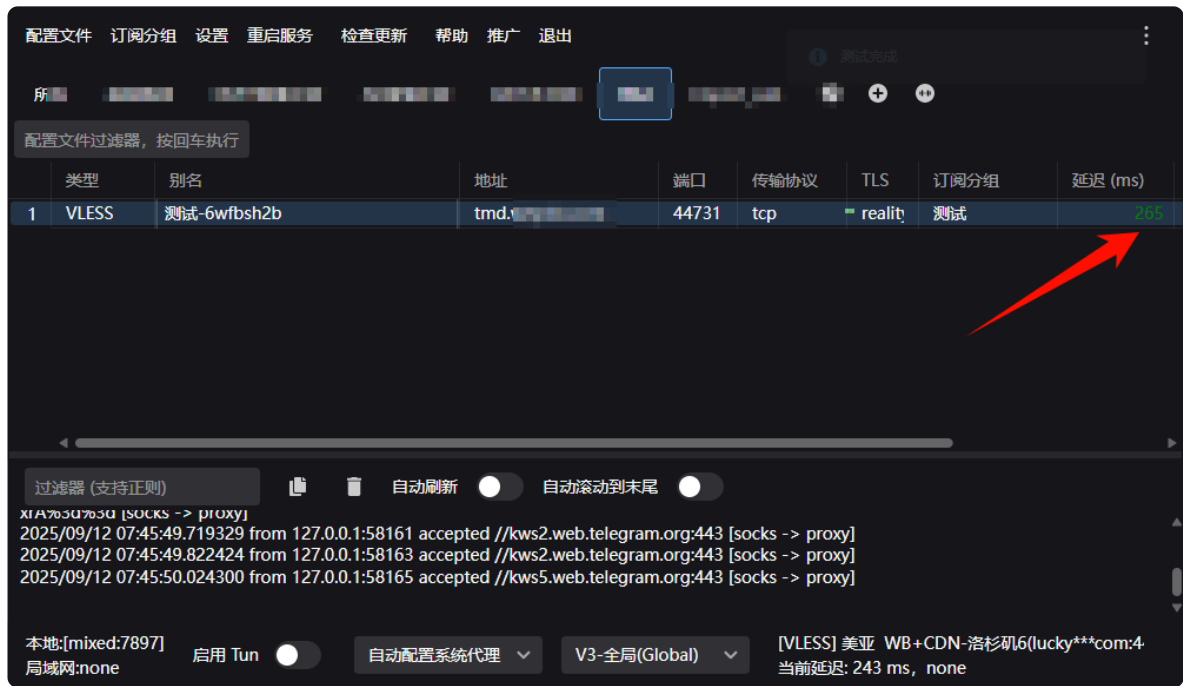 配置文件 订阅分组 设置 重启服务 检查更新 帮助 推广 退出
测试完成
所
配置文件过滤器，按回车执行
类型 别名 地址 端口 传输协议 TLS 订阅分组 延迟 (ms)
1 VLESS 测试-6wfbsh2b tmd. 44731 tcp reality 测试 265
过滤器 (支持正则) 自动刷新 自动滚动到末尾
xrA%3d%3d [socks -> proxy]
2025/09/12 07:45:49.719329 from 127.0.0.1:58161 accepted //kws2.web.telegram.org:443 [socks -> proxy]
2025/09/12 07:45:49.822424 from 127.0.0.1:58163 accepted //kws2.web.telegram.org:443 [socks -> proxy]
2025/09/12 07:45:50.024300 from 127.0.0.1:58165 accepted //kws5.web.telegram.org:443 [socks -> proxy]
本地:[mixed:7897] 启用 Tun 自动配置系统代理 V3-全局(Global) [VLESS] 美亚 WB+CDN-洛杉矶6(lucky***com:4
局域网:none 当前延迟: 243 ms，none